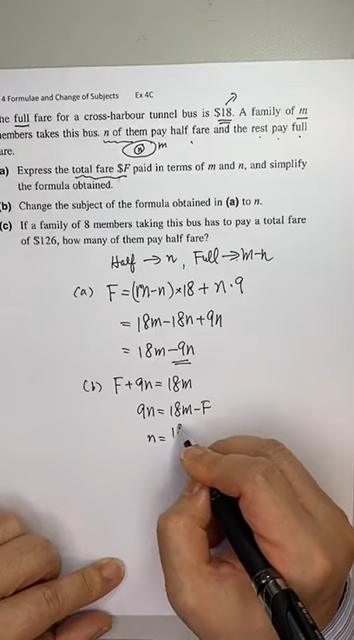 4 Formulae and Change of Subjects Ex 4C
he full fare for a cross-harbour tunnel bus is $18. A family of m
embers takes this bus. n of them pay half fare and the rest pay full
are.
n m
a) Express the total fare $F paid in terms of m and n, and simplify
the formula obtained.
(b) Change the subject of the formula obtained in (a) to n.
(c) If a family of 8 members taking this bus has to pay a total fare
of $126, how many of them pay half fare?
Half → n, Full → m-n
(a) F = (m-n)×18 + n·9
= 18m-18n+9n
= 18m-9n
(b) F+9n = 18m
9n = 18m-F
n = 18